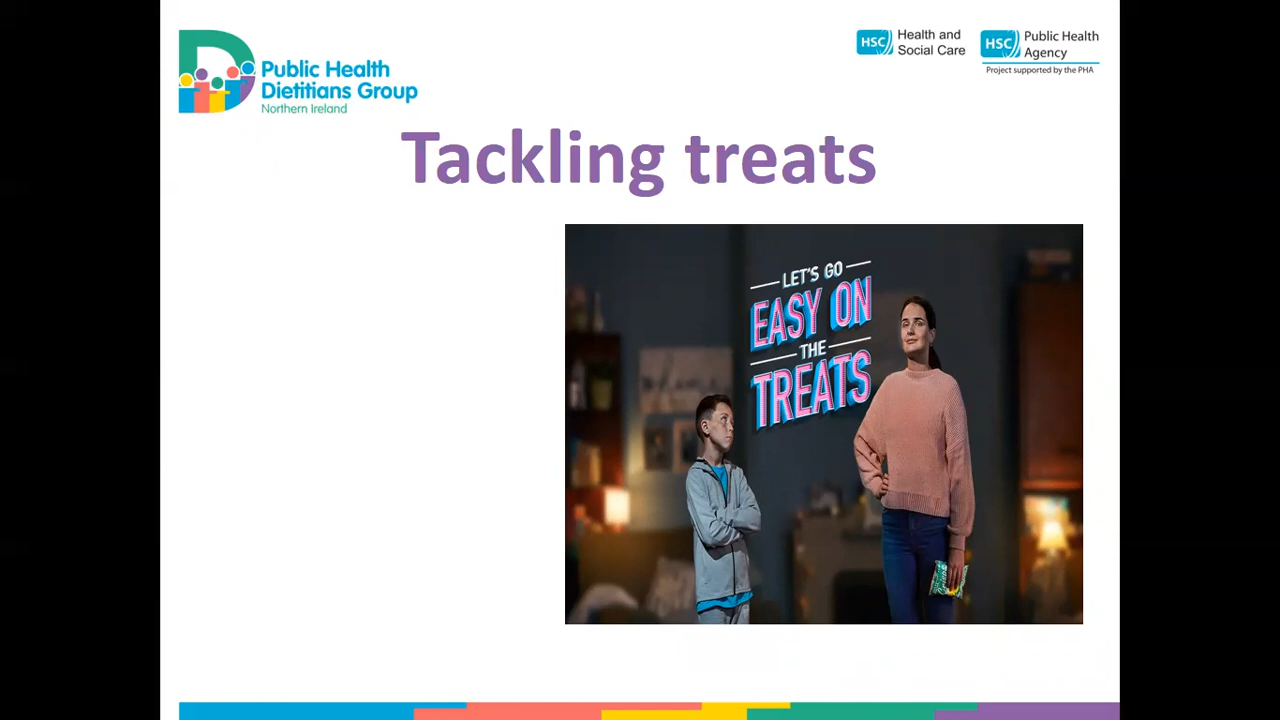 Public Health
Dietitians Group
Northern Ireland
HSC Health and
Social Care
HSC Public Health
Agency
Project supported by the PHA
Tackling treats
LET'S GO
EASY ON
THE
TREATS